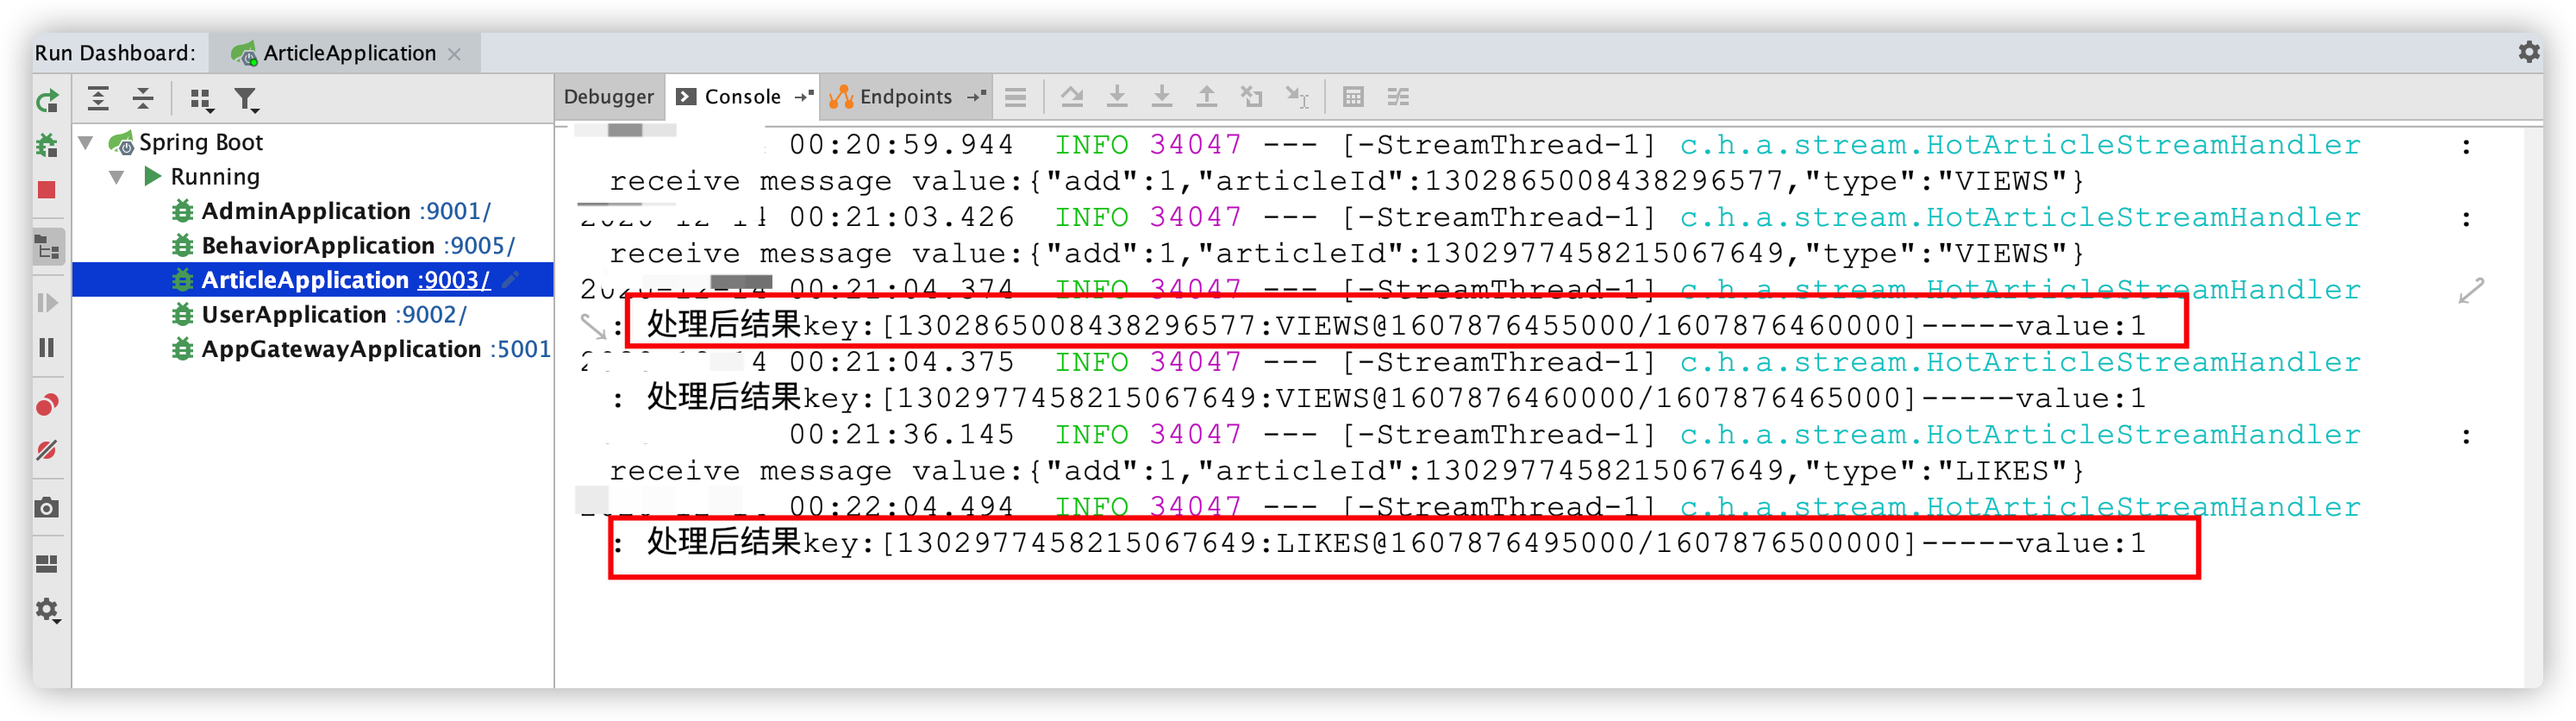 Run Dashboard: ArticleApplication
Debugger Console Endpoints
Spring Boot
Running
AdminApplication :9001/
BehaviorApplication :9005/
ArticleApplication :9003/
UserApplication :9002/
AppGatewayApplication :5001
00:20:59.944 INFO 34047 --- [-StreamThread-1] c.h.a.stream.HotArticleStreamHandler :
receive message value:{"add":1,"articleId":1302865008438296577,"type":"VIEWS"}
2020-12-14 00:21:03.426 INFO 34047 --- [-StreamThread-1] c.h.a.stream.HotArticleStreamHandler :
receive message value:{"add":1,"articleId":1302977458215067649,"type":"VIEWS"}
2020-12-14 00:21:04.374 INFO 34047 --- [-StreamThread-1] c.h.a.stream.HotArticleStreamHandler
: 处理后结果key:[1302865008438296577:VIEWS@1607876455000/1607876460000]-----value:1
4 00:21:04.375 INFO 34047 --- [-StreamThread-1] c.h.a.stream.HotArticleStreamHandler
: 处理后结果key:[1302977458215067649:VIEWS@1607876460000/1607876465000]-----value:1
00:21:36.145 INFO 34047 --- [-StreamThread-1] c.h.a.stream.HotArticleStreamHandler :
receive message value:{"add":1,"articleId":1302977458215067649,"type":"LIKES"}
00:22:04.494 INFO 34047 --- [-StreamThread-1] c.h.a.stream.HotArticleStreamHandler
: 处理后结果key:[1302977458215067649:LIKES@1607876495000/1607876500000]-----value:1